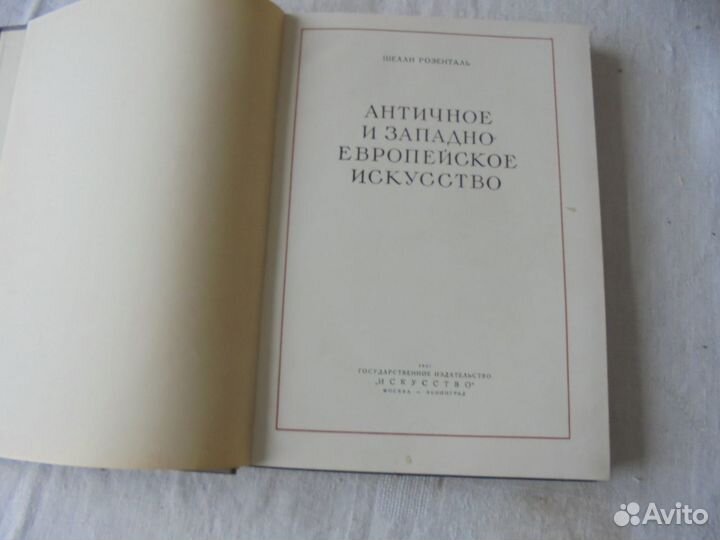 ШЕЛЛИ РОЗЕНТАЛЬ
АНТИЧНОЕ
И ЗАПАДНО-
ЕВРОПЕЙСКОЕ
ИСКУССТВО
ГОСУДАРСТВЕННОЕ ИЗДАТЕЛЬСТВО
„ИСКУССТВО"
МОСКВА — ЛЕНИНГРАД
Avito